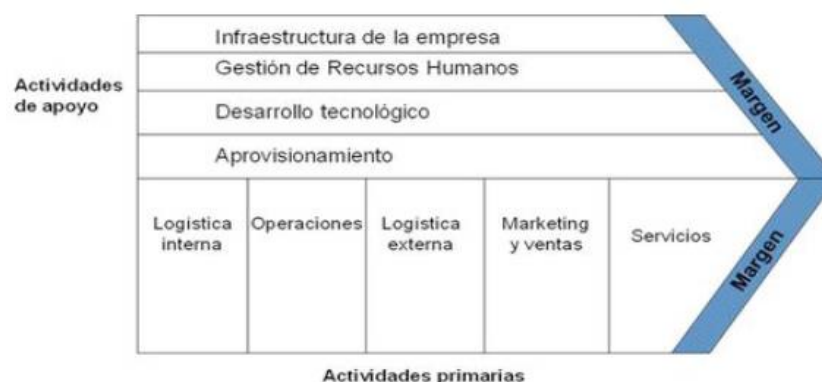 Infraestructura de la empresa
Gestión de Recursos Humanos
Actividades
de apoyo
Desarrollo tecnológico
Aprovisionamiento
Margen
Logística
interna
Operaciones
Logística
externa
Marketing
y ventas
Servicios
Margen
Actividades primarias